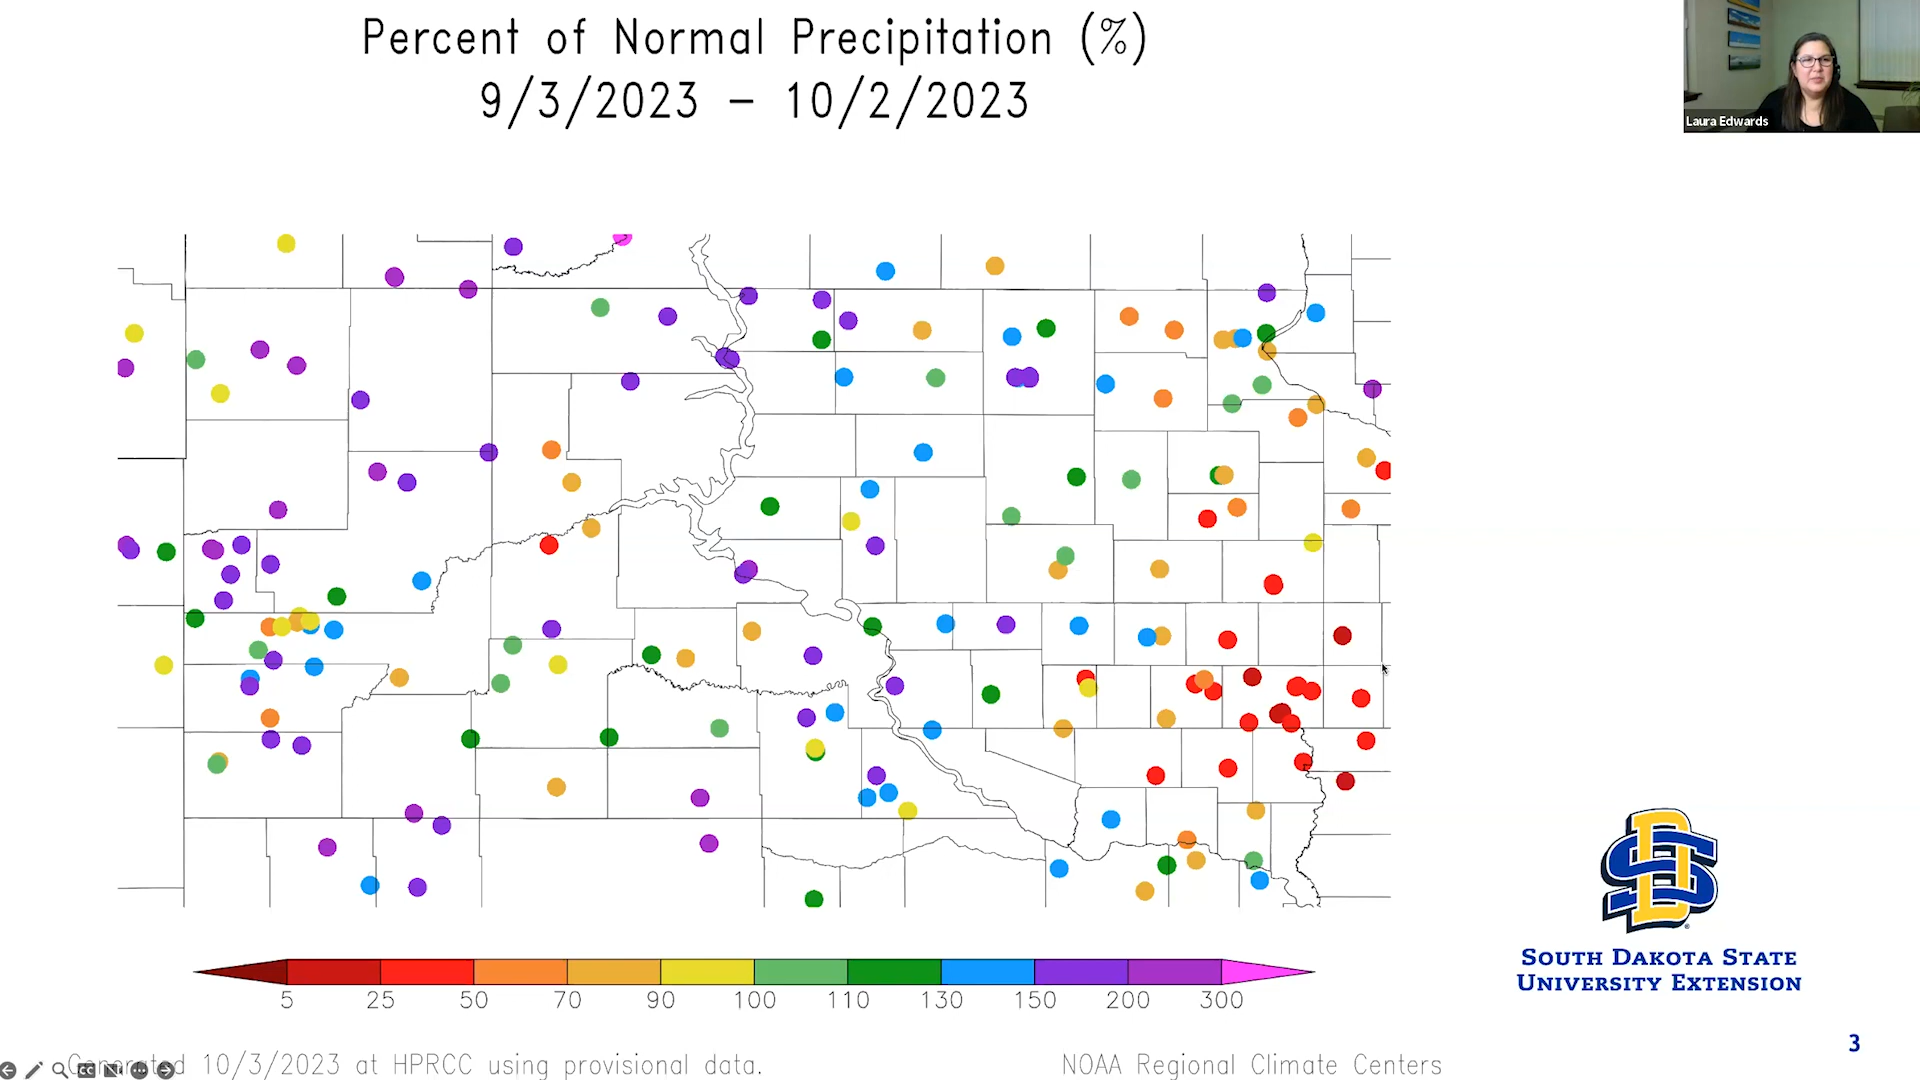 Percent of Normal Precipitation (%)
9/3/2023 – 10/2/2023
Laura Edwards
5 25 50 70 90 100 110 130 150 200 300
SOUTH DAKOTA STATE
UNIVERSITY EXTENSION
3
Generated 10/3/2023 at HPRCC using provisional data.
NOAA Regional Climate Centers
CC